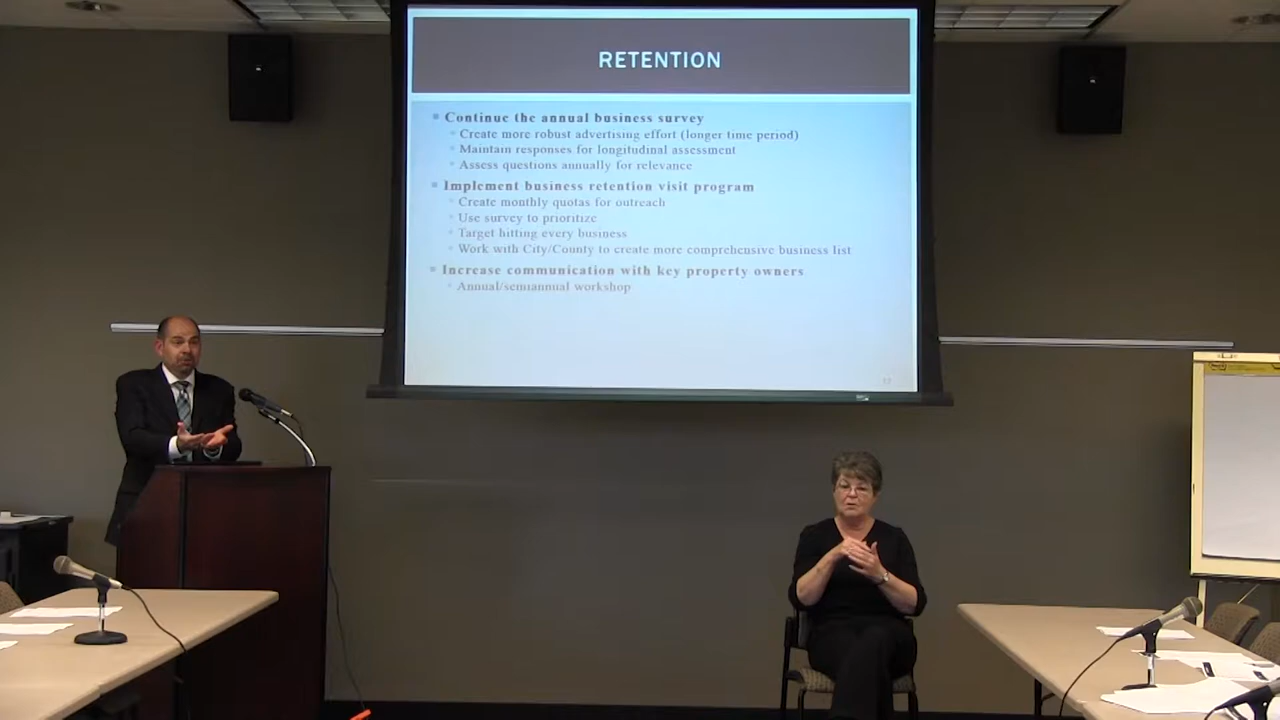 RETENTION
Continue the annual business survey
Create more robust advertising effort (longer time period)
Maintain responses for longitudinal assessment
Assess questions annually for relevance
Implement business retention visit program
Create monthly quotas for outreach
Use survey to prioritize
Target hitting every business
Work with City/County to create more comprehensive business list
Increase communication with key property owners
Annual/semiannual workshop